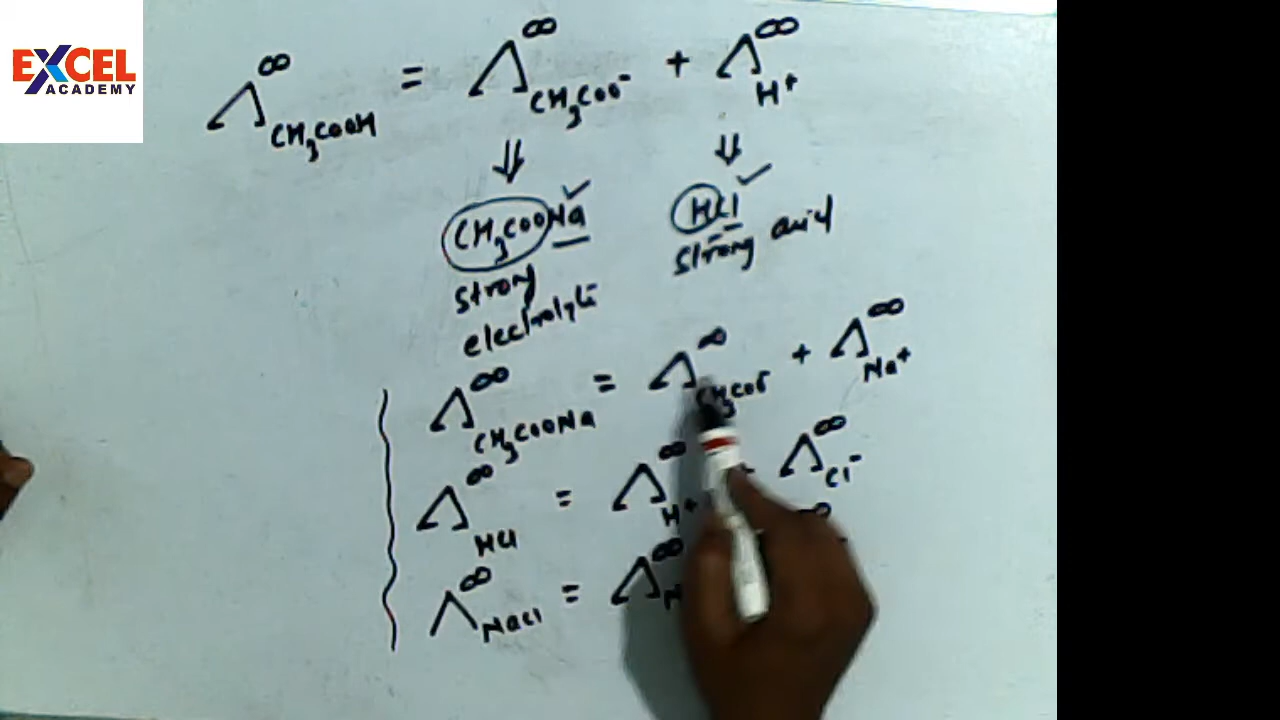 EXCEL
ACADEMY
Λ∞CH3COOH = Λ∞CH3COO- + Λ∞H+
⇓ ⇓
CH3COONa ✓ HCl ✓
strong strong acid
electrolyte
Λ∞CH3COONa = Λ∞CH3COO- + Λ∞Na+
Λ∞HCl = Λ∞H+ + Λ∞Cl-
Λ∞NaCl = Λ∞N ∞